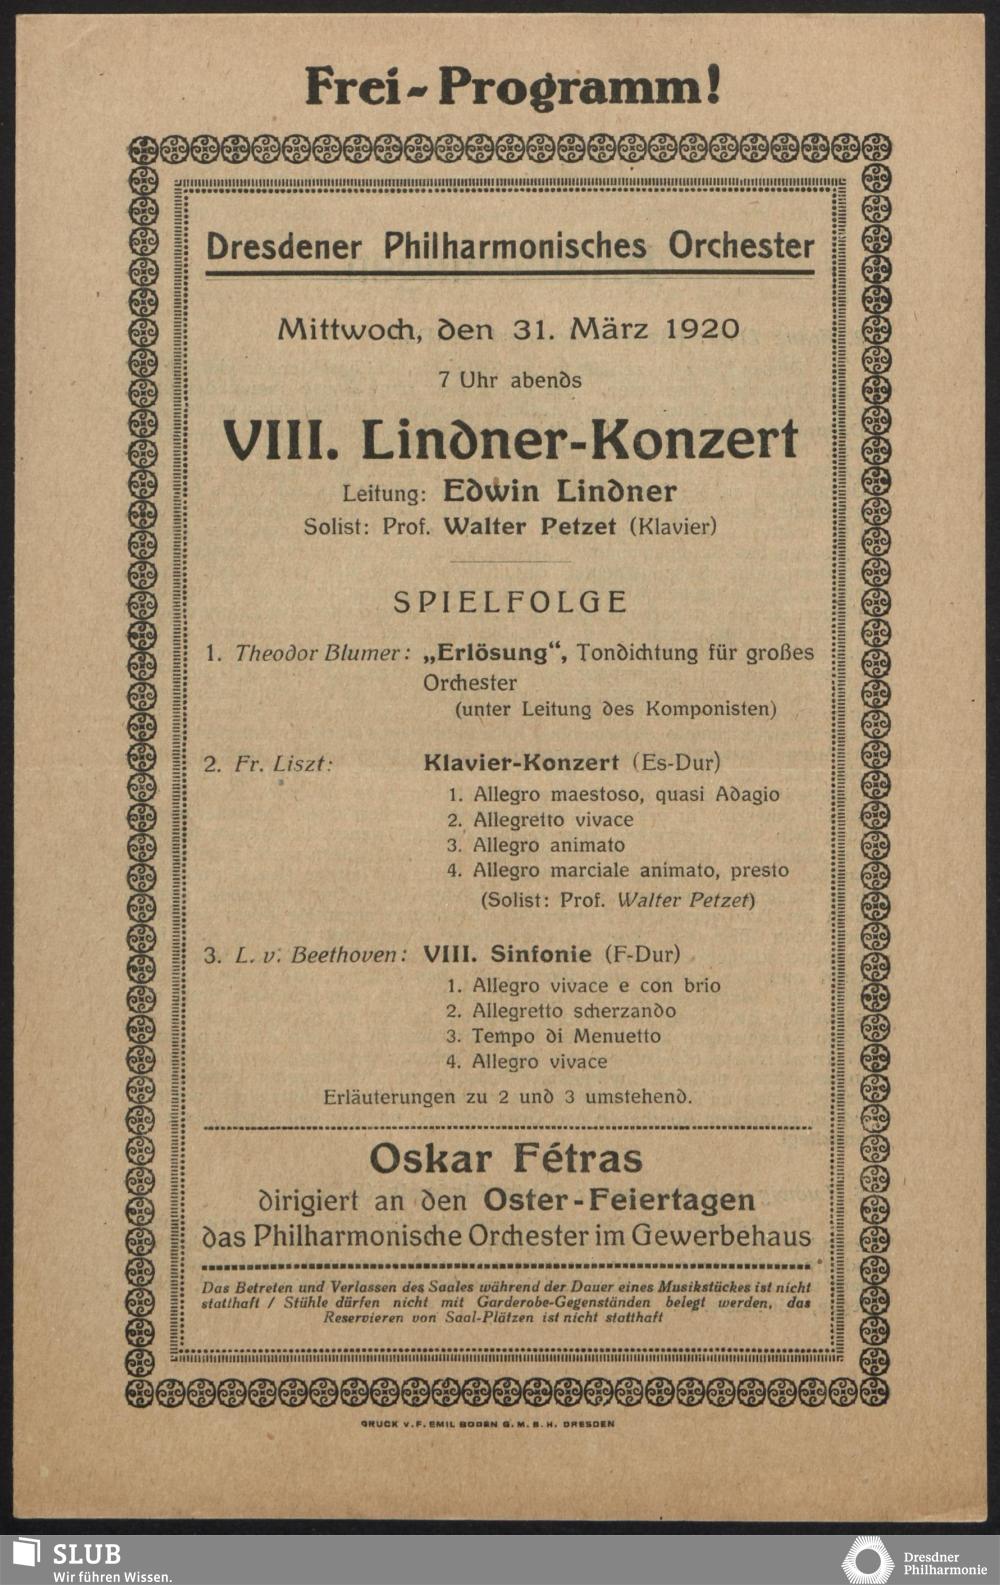 Frei-Programm!
Dresdener Philharmonisches Orchester
Mittwoch, den 31. März 1920
7 Uhr abends
VIII. Lindner-Konzert
Leitung: Edwin Lindner
Solist: Prof. Walter Petzet (Klavier)
SPIELFOLGE
1. Theodor Blumer: „Erlösung“, Tondichtung für großes
Orchester
(unter Leitung des Komponisten)
2. Fr. Liszt: Klavier-Konzert (Es-Dur)
1. Allegro maestoso, quasi Adagio
2. Allegretto vivace
3. Allegro animato
4. Allegro marciale animato, presto
(Solist: Prof. Walter Petzet)
3. L. v. Beethoven: VIII. Sinfonie (F-Dur)
1. Allegro vivace e con brio
2. Allegretto scherzando
3. Tempo di Menuetto
4. Allegro vivace
Erläuterungen zu 2 und 3 umstehend.
Oskar Fétras
dirigiert an den Oster-Feiertagen
das Philharmonische Orchester im Gewerbehaus
Das Betreten und Verlassen des Saales während der Dauer eines Musikstückes ist nicht
statthaft / Stühle dürfen nicht mit Garderobe-Gegenständen belegt werden, das
Reservieren von Saal-Plätzen ist nicht statthaft
DRUCK v. F. EMIL BODEN G. M. B. H. DRESDEN
SLUB
Wir führen Wissen.
Dresdner
Philharmonie